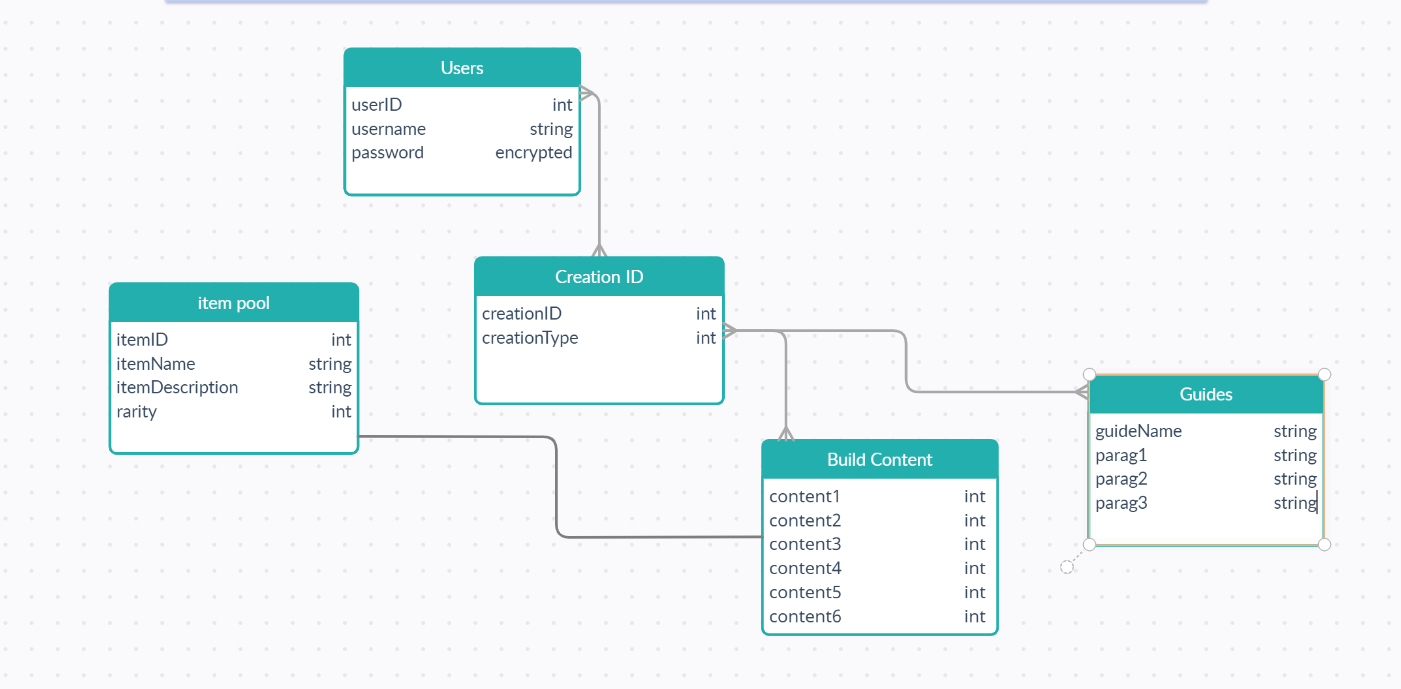 Users
userID int
username string
password encrypted
Creation ID
creationID int
creationType int
item pool
itemID int
itemName string
itemDescription string
rarity int
Guides
guideName string
parag1 string
parag2 string
parag3 string
Build Content
content1 int
content2 int
content3 int
content4 int
content5 int
content6 int